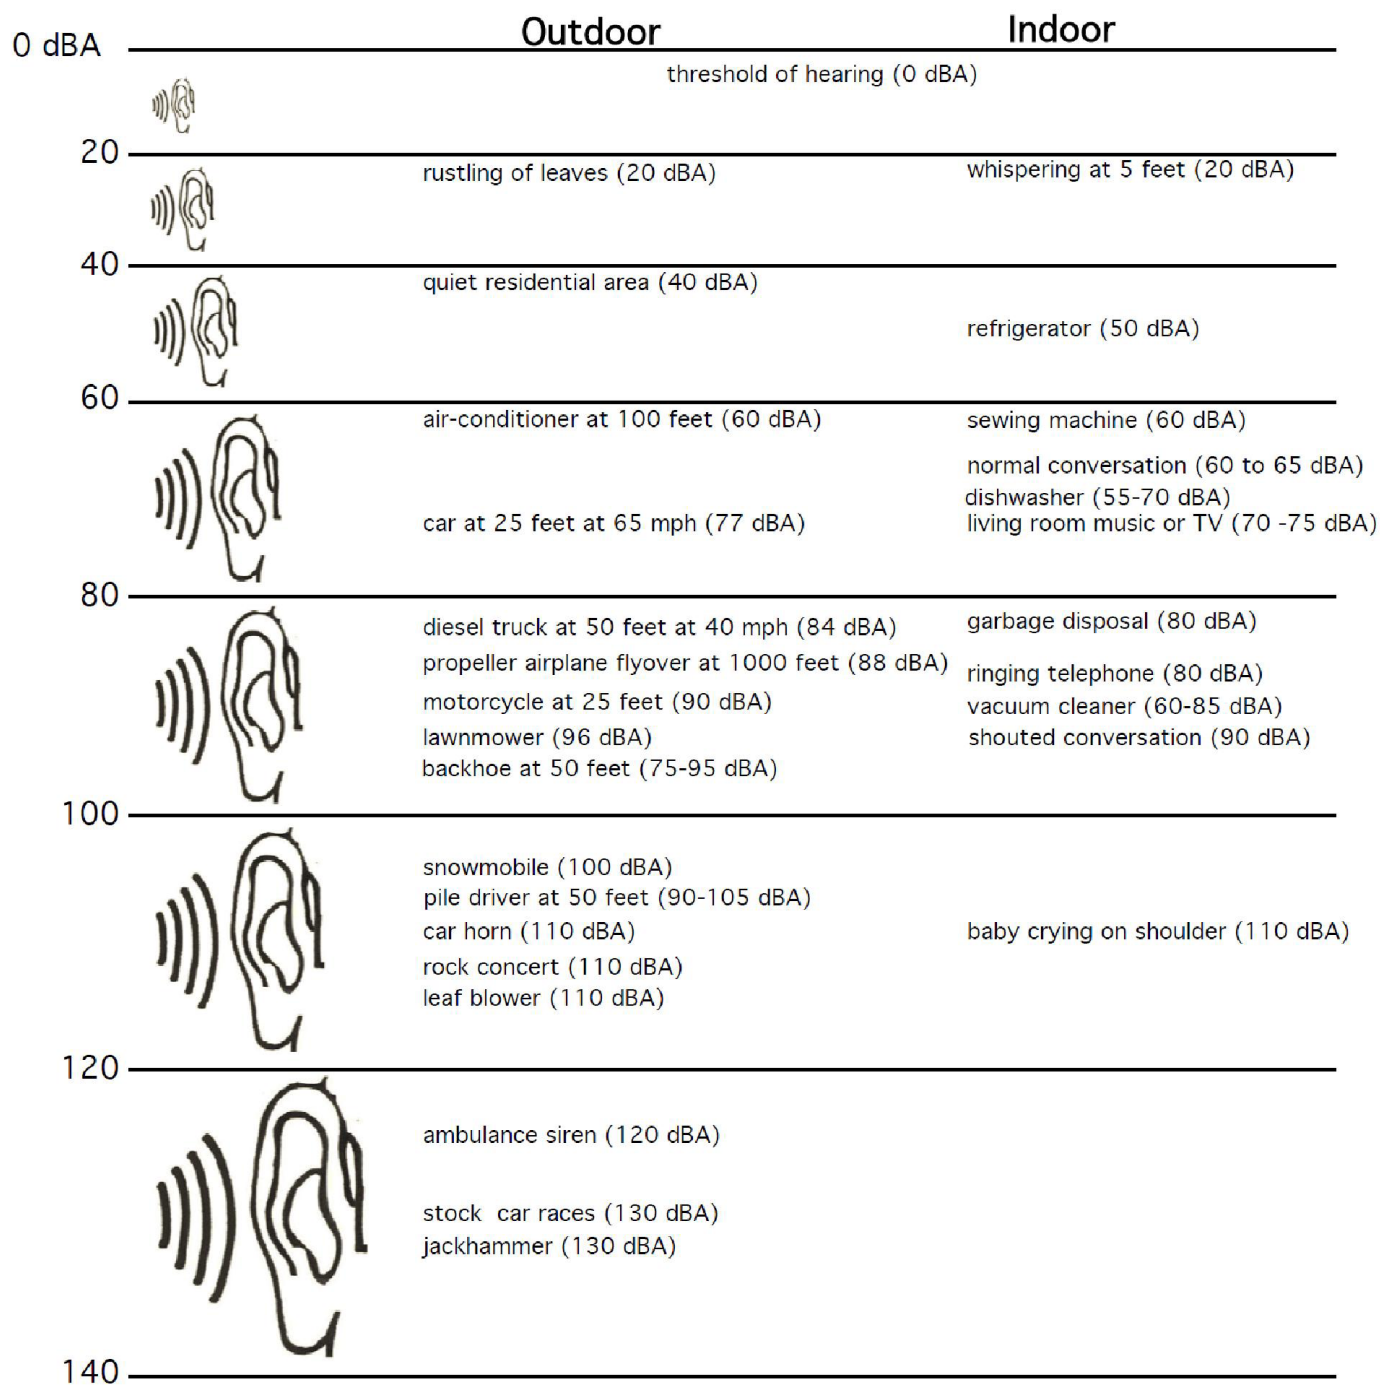 Outdoor Indoor
0 dBA
threshold of hearing (0 dBA)
20
rustling of leaves (20 dBA) whispering at 5 feet (20 dBA)
40
quiet residential area (40 dBA)
refrigerator (50 dBA)
60
air-conditioner at 100 feet (60 dBA) sewing machine (60 dBA)
normal conversation (60 to 65 dBA)
dishwasher (55-70 dBA)
car at 25 feet at 65 mph (77 dBA) living room music or TV (70 -75 dBA)
80
diesel truck at 50 feet at 40 mph (84 dBA) garbage disposal (80 dBA)
propeller airplane flyover at 1000 feet (88 dBA) ringing telephone (80 dBA)
motorcycle at 25 feet (90 dBA) vacuum cleaner (60-85 dBA)
lawnmower (96 dBA) shouted conversation (90 dBA)
backhoe at 50 feet (75-95 dBA)
100
snowmobile (100 dBA)
pile driver at 50 feet (90-105 dBA)
car horn (110 dBA) baby crying on shoulder (110 dBA)
rock concert (110 dBA)
leaf blower (110 dBA)
120
ambulance siren (120 dBA)
stock car races (130 dBA)
jackhammer (130 dBA)
140